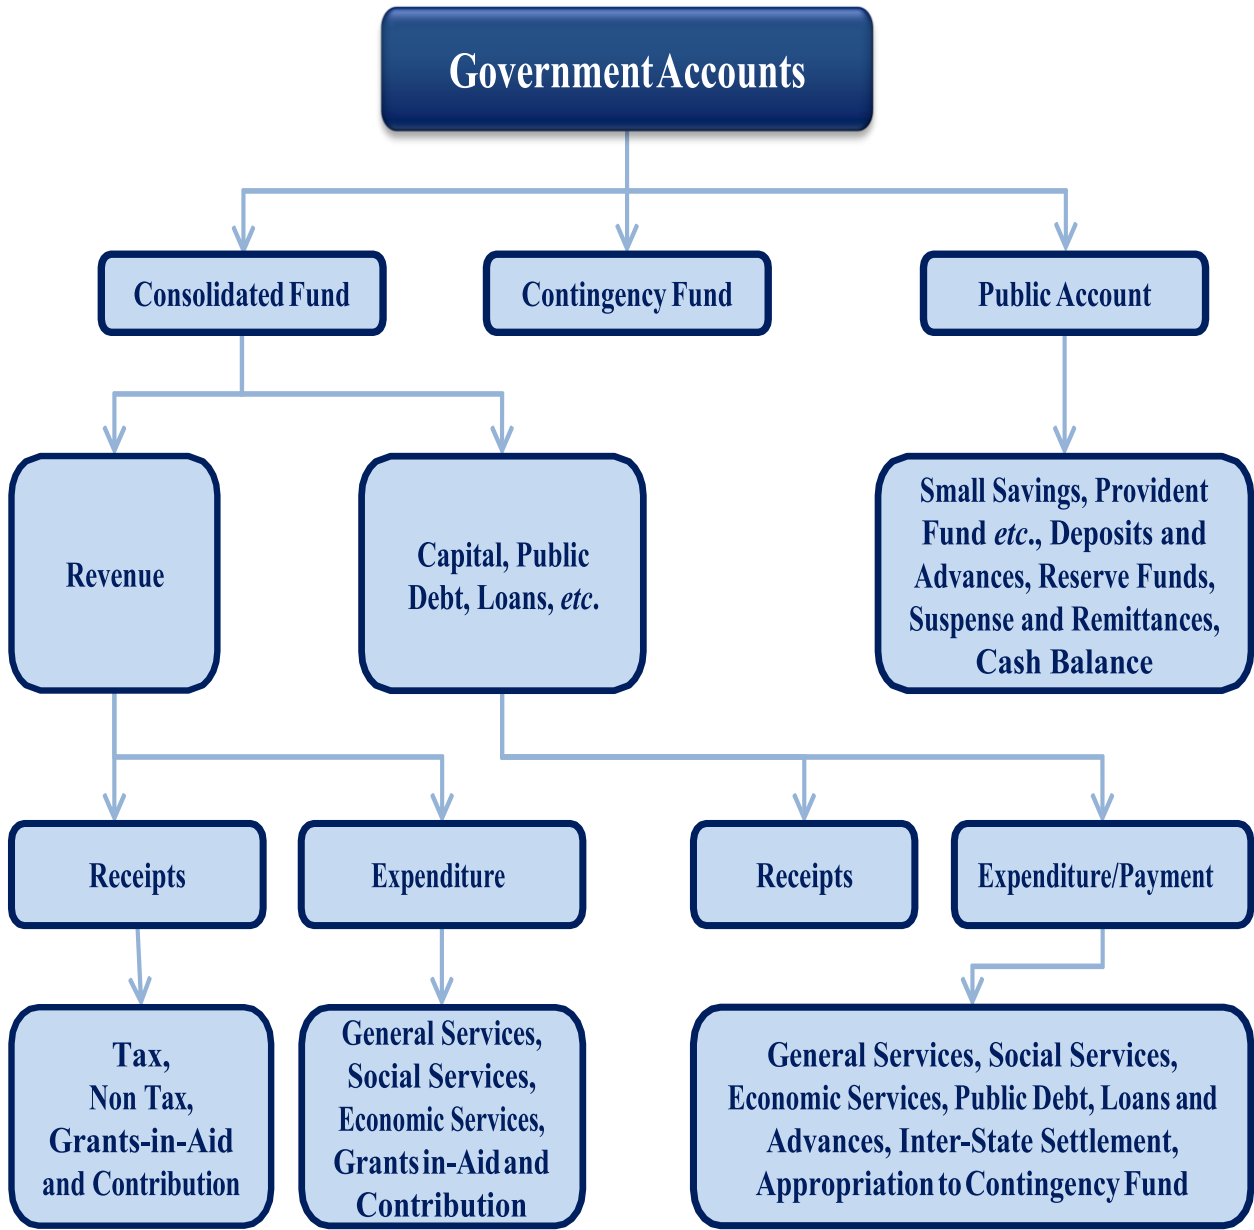 Government Accounts
Consolidated Fund
Contingency Fund
Public Account
Revenue
Capital, Public
Debt, Loans, etc.
Small Savings, Provident
Fund etc., Deposits and
Advances, Reserve Funds,
Suspense and Remittances,
Cash Balance
Receipts
Expenditure
Receipts
Expenditure/Payment
Tax,
Non Tax,
Grants-in-Aid
and Contribution
General Services,
Social Services,
Economic Services,
Grants in-Aid and
Contribution
General Services, Social Services,
Economic Services, Public Debt, Loans and
Advances, Inter-State Settlement,
Appropriation to Contingency Fund